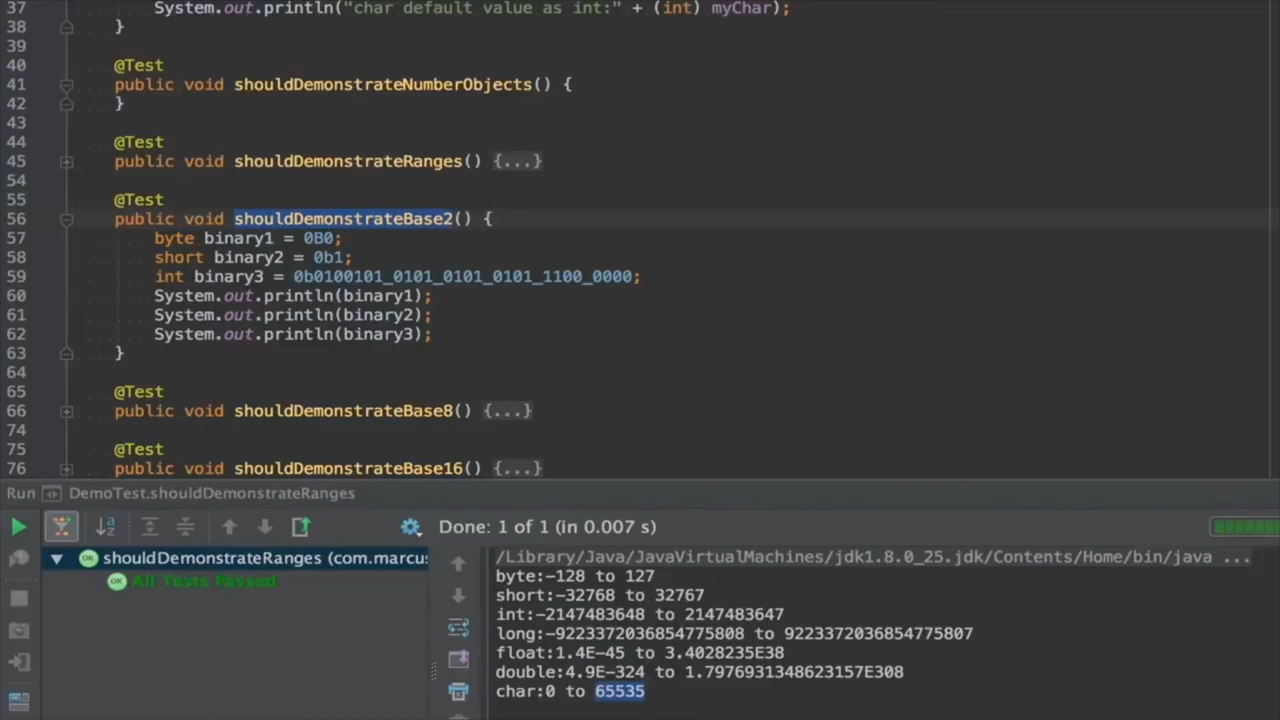 37 System.out.println("char default value as int:" + (int) myChar);
38 }
39
40 @Test
41 public void shouldDemonstrateNumberObjects() {
42 }
43
44 @Test
45 public void shouldDemonstrateRanges() {...}
54
55 @Test
56 public void shouldDemonstrateBase2() {
57 byte binary1 = 0B0;
58 short binary2 = 0b1;
59 int binary3 = 0b0100101_0101_0101_0101_1100_0000;
60 System.out.println(binary1);
61 System.out.println(binary2);
62 System.out.println(binary3);
63 }
64
65 @Test
66 public void shouldDemonstrateBase8() {...}
74
75 @Test
76 public void shouldDemonstrateBase16() {...}
Run DemoTest.shouldDemonstrateRanges
Done: 1 of 1 (in 0.007 s)
shouldDemonstrateRanges (com.marcus
All Tests Passed
/Library/Java/JavaVirtualMachines/jdk1.8.0_25.jdk/Contents/Home/bin/java ...
byte:-128 to 127
short:-32768 to 32767
int:-2147483648 to 2147483647
long:-9223372036854775808 to 9223372036854775807
float:1.4E-45 to 3.4028235E38
double:4.9E-324 to 1.7976931348623157E308
char:0 to 65535